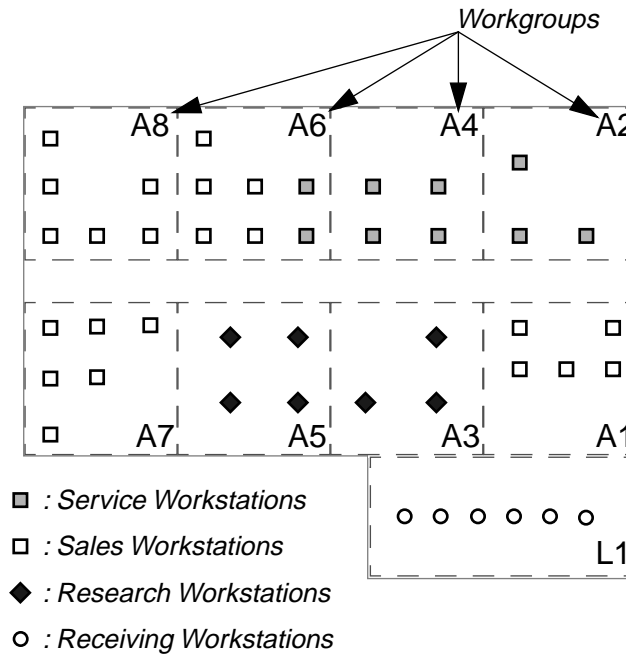 Workgroups
A8
A6
A4
A2
A7
A5
A3
A1
: Service Workstations
: Sales Workstations
L1
: Research Workstations
: Receiving Workstations